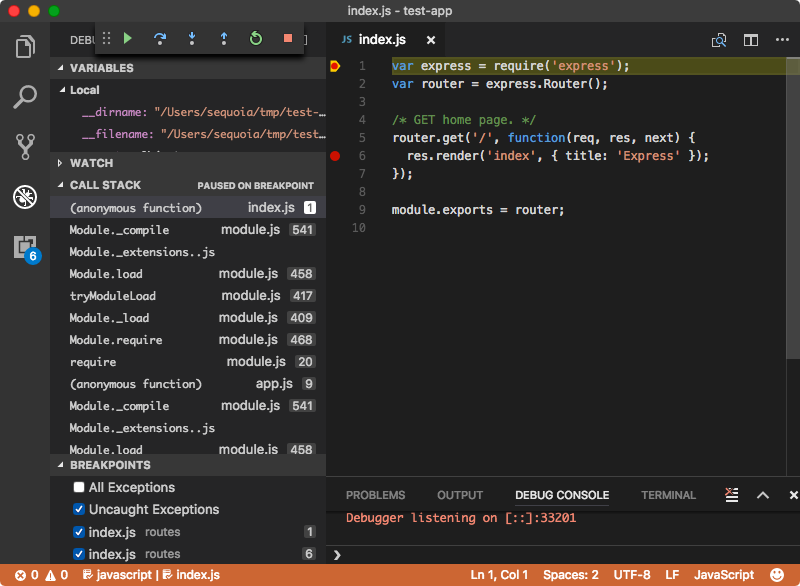 index.js - test-app
DEBU
JS index.js
VARIABLES
Local
__dirname: "/Users/sequoia/tmp/test-…
__filename: "/Users/sequoia/tmp/test…
WATCH
CALL STACK PAUSED ON BREAKPOINT
(anonymous function) index.js 1
Module._compile module.js 541
Module._extensions..js
Module.load module.js 458
tryModuleLoad module.js 417
Module._load module.js 409
Module.require module.js 468
require module.js 20
(anonymous function) app.js 9
Module._compile module.js 541
Module._extensions..js
Module.load module.js 458
BREAKPOINTS
All Exceptions
Uncaught Exceptions
index.js routes 1
index.js routes 6
6
1 var express = require('express');
2 var router = express.Router();
3
4 /* GET home page. */
5 router.get('/', function(req, res, next) {
6 res.render('index', { title: 'Express' });
7 });
8
9 module.exports = router;
10
PROBLEMS OUTPUT DEBUG CONSOLE TERMINAL
Debugger listening on [::]:33201
0 0 javascript | index.js Ln 1, Col 1 Spaces: 2 UTF-8 LF JavaScript